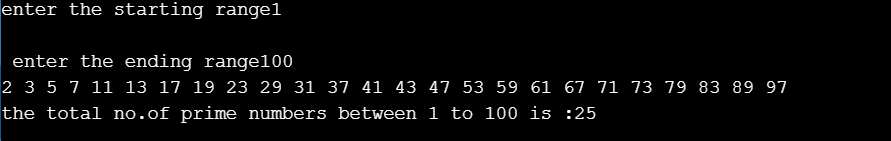 enter the starting range1
enter the ending range100
2 3 5 7 11 13 17 19 23 29 31 37 41 43 47 53 59 61 67 71 73 79 83 89 97
the total no.of prime numbers between 1 to 100 is :25